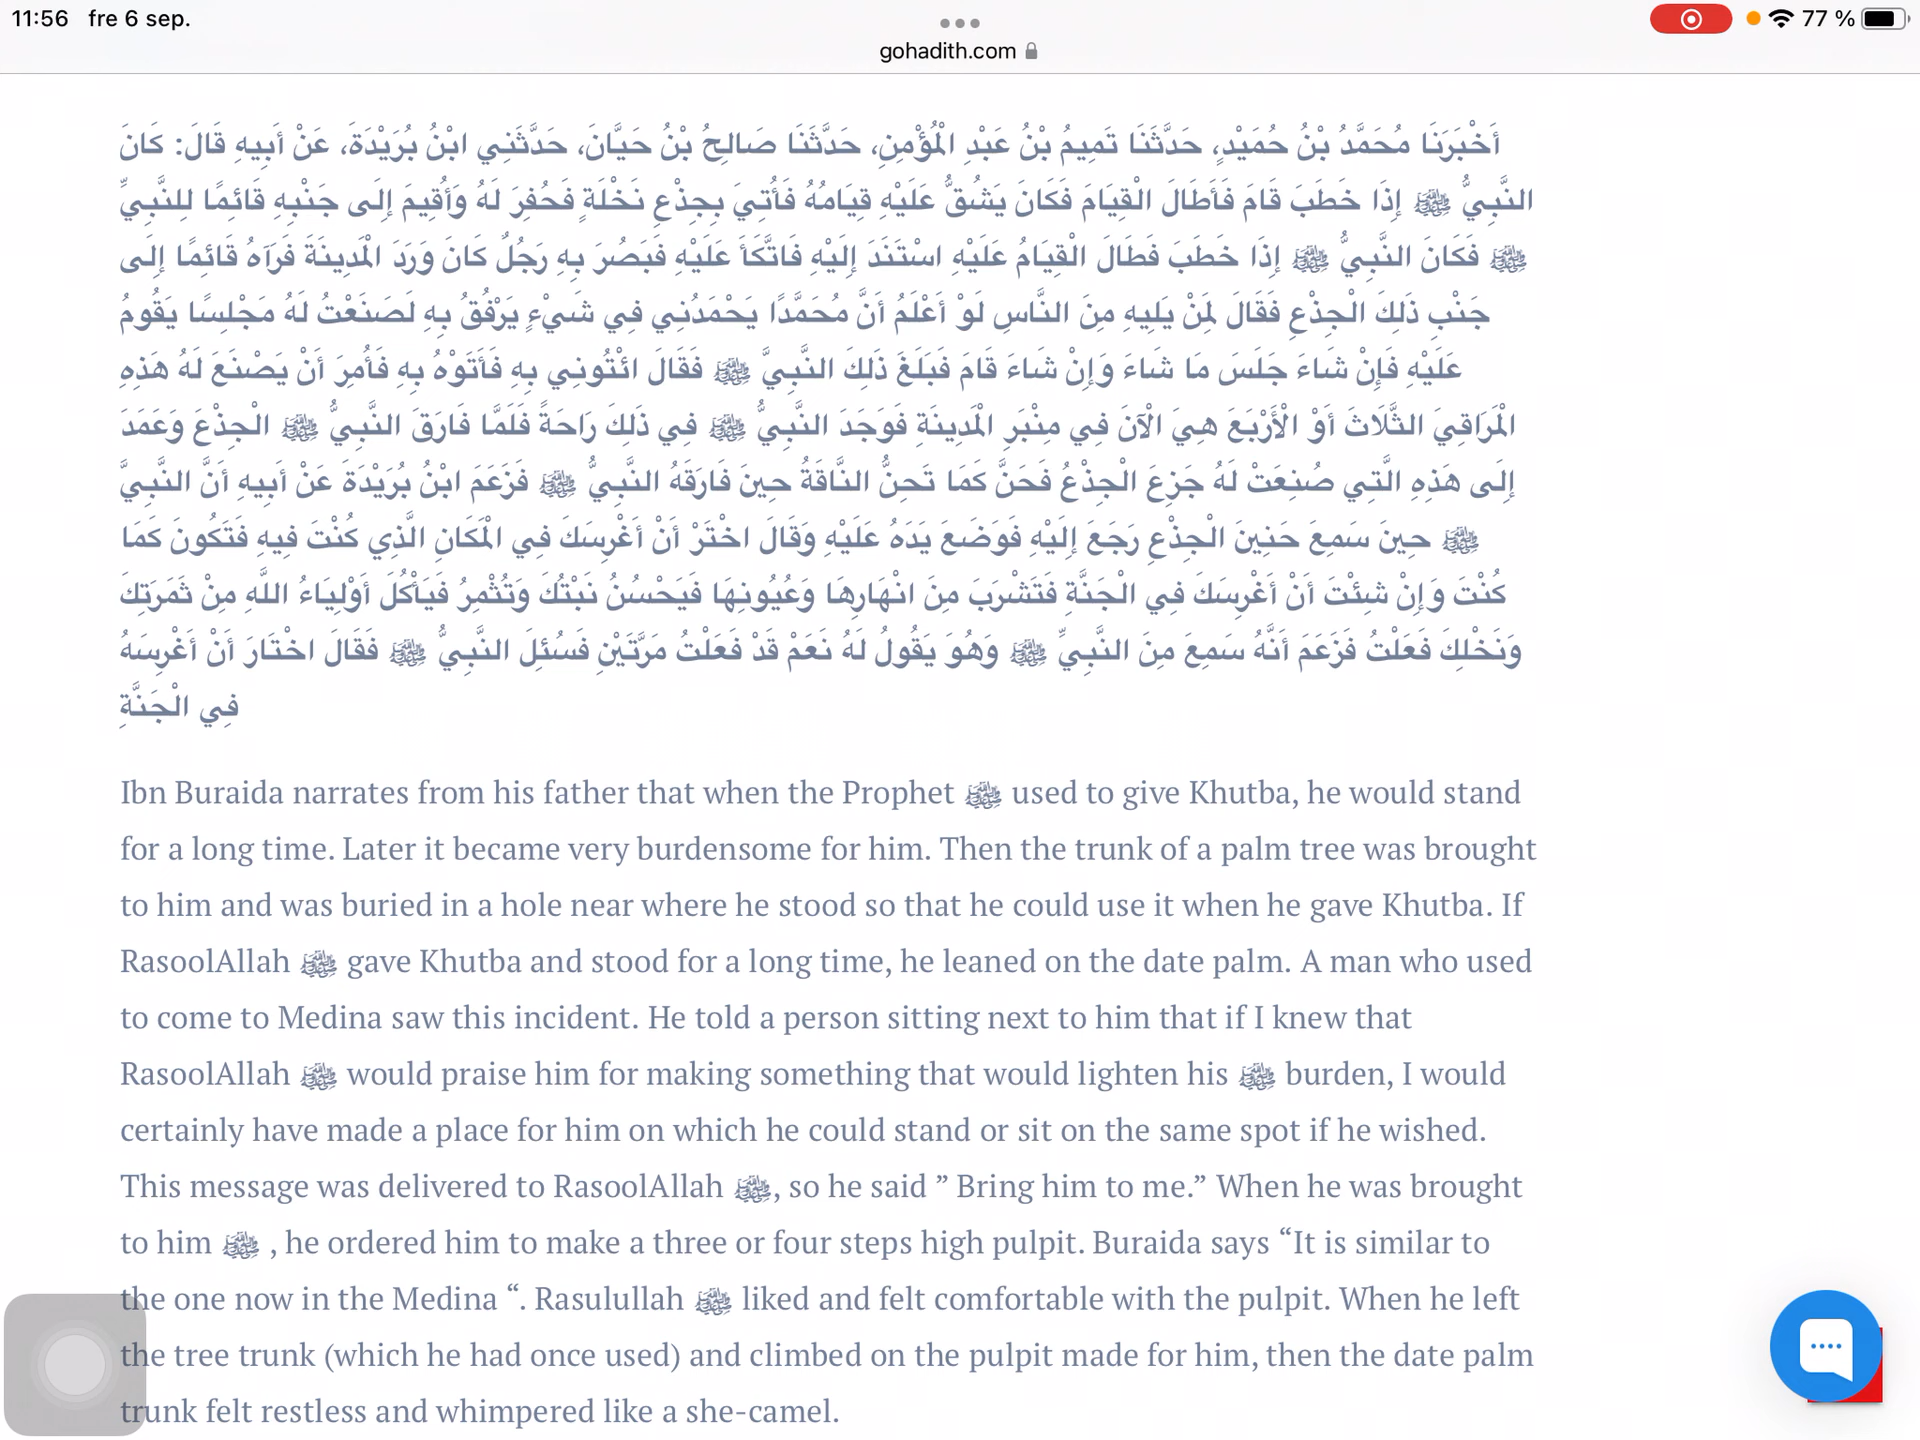 11:56 fre 6 sep.
77 %
gohadith.com
أَخْبَرَنَا مُحَمَّدُ بْنُ حُمَيْدٍ، حَدَّثَنَا تَمِيمُ بْنُ عَبْدِ الْمُؤْمِنِ، حَدَّثَنَا صَالِحُ بْنُ حَيَّانَ، حَدَّثَنِي ابْنُ بُرَيْدَةَ، عَنْ أَبِيهِ قَالَ: كَانَ
النَّبِيُّ ﷺ إِذَا خَطَبَ قَامَ فَأَطَالَ الْقِيَامَ فَكَانَ يَشُقُّ عَلَيْهِ قِيَامُهُ فَأُتِيَ بِجِذْعِ نَخْلَةٍ فَحُفِرَ لَهُ وَأُقِيمَ إِلَى جَنْبِهِ قَائِمًا لِلنَّبِيِّ
ﷺ فَكَانَ النَّبِيُّ ﷺ إِذَا خَطَبَ فَطَالَ الْقِيَامُ عَلَيْهِ اسْتَنَدَ إِلَيْهِ فَاتَّكَأَ عَلَيْهِ فَبَصُرَ بِهِ رَجُلٌ كَانَ وَرَدَ الْمَدِينَةَ فَرَآهُ قَائِمًا إِلَى
جَنْبِ ذَلِكَ الْجِذْعِ فَقَالَ لِمَنْ يَلِيهِ مِنَ النَّاسِ لَوْ أَعْلَمُ أَنَّ مُحَمَّدًا يَحْمَدُنِي فِي شَيْءٍ يَرْفُقُ بِهِ لَصَنَعْتُ لَهُ مَجْلِسًا يَقُومُ
عَلَيْهِ فَإِنْ شَاءَ جَلَسَ مَا شَاءَ وَإِنْ شَاءَ قَامَ فَبَلَغَ ذَلِكَ النَّبِيَّ ﷺ فَقَالَ ائْتُونِي بِهِ فَأَتَوْهُ بِهِ فَأُمِرَ أَنْ يَصْنَعَ لَهُ هَذِهِ
الْمَرَاقِيَ الثَّلَاثَ أَوْ الْأَرْبَعَ هِيَ الْآنَ فِي مِنْبَرِ الْمَدِينَةِ فَوَجَدَ النَّبِيُّ ﷺ فِي ذَلِكَ رَاحَةً فَلَمَّا فَارَقَ النَّبِيُّ ﷺ الْجِذْعَ وَعَمَدَ
إِلَى هَذِهِ الَّتِي صُنِعَتْ لَهُ جَزِعَ الْجِذْعُ فَحَنَّ كَمَا تَحِنُّ النَّاقَةُ حِينَ فَارَقَهُ النَّبِيُّ ﷺ فَزَعَمَ ابْنُ بُرَيْدَةَ عَنْ أَبِيهِ أَنَّ النَّبِيَّ
ﷺ حِينَ سَمِعَ حَنِينَ الْجِذْعِ رَجَعَ إِلَيْهِ فَوَضَعَ يَدَهُ عَلَيْهِ وَقَالَ اخْتَرْ أَنْ أَغْرِسَكَ فِي الْمَكَانِ الَّذِي كُنْتَ فِيهِ فَتَكُونَ كَمَا
كُنْتَ وَإِنْ شِئْتَ أَنْ أَغْرِسَكَ فِي الْجَنَّةِ فَتَشْرَبَ مِنَ انْهَارِهَا وَعُيُونِهَا فَيَحْسُنُ نَبْتُكَ وَتُثْمِرُ فَيَأْكُلَ أَوْلِيَاءُ اللَّهِ مِنْ ثَمَرَتِكَ
وَنَخْلِكَ فَعَلْتُ فَزَعَمَ أَنَّهُ سَمِعَ مِنَ النَّبِيِّ ﷺ وَهُوَ يَقُولُ لَهُ نَعَمْ قَدْ فَعَلْتُ مَرَّتَيْنِ فَسُئِلَ النَّبِيُّ ﷺ فَقَالَ اخْتَارَ أَنْ أَغْرِسَهُ
فِي الْجَنَّةِ
Ibn Buraida narrates from his father that when the Prophet ﷺ used to give Khutba, he would stand
for a long time. Later it became very burdensome for him. Then the trunk of a palm tree was brought
to him and was buried in a hole near where he stood so that he could use it when he gave Khutba. If
RasoolAllah ﷺ gave Khutba and stood for a long time, he leaned on the date palm. A man who used
to come to Medina saw this incident. He told a person sitting next to him that if I knew that
RasoolAllah ﷺ would praise him for making something that would lighten his ﷺ burden, I would
certainly have made a place for him on which he could stand or sit on the same spot if he wished.
This message was delivered to RasoolAllah ﷺ, so he said ” Bring him to me.” When he was brought
to him ﷺ , he ordered him to make a three or four steps high pulpit. Buraida says “It is similar to
the one now in the Medina “. Rasulullah ﷺ liked and felt comfortable with the pulpit. When he left
the tree trunk (which he had once used) and climbed on the pulpit made for him, then the date palm
trunk felt restless and whimpered like a she-camel.